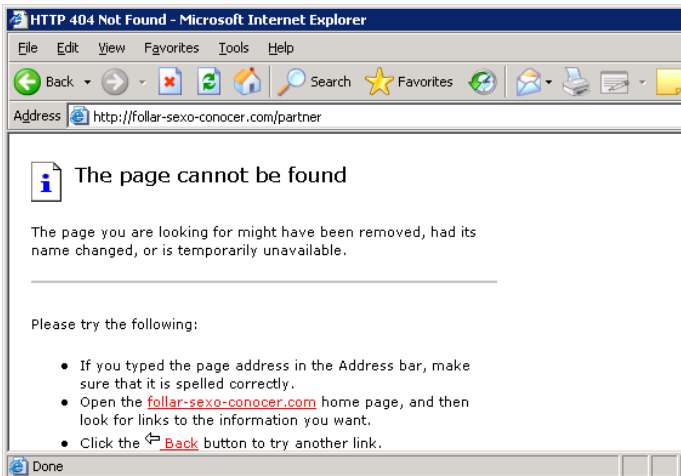 HTTP 404 Not Found - Microsoft Internet Explorer
File Edit View Favorites Tools Help
Back Search Favorites
Address http://follar-sexo-conocer.com/partner
The page cannot be found
The page you are looking for might have been removed, had its
name changed, or is temporarily unavailable.
Please try the following:
If you typed the page address in the Address bar, make
sure that it is spelled correctly.
Open the follar-sexo-conocer.com home page, and then
look for links to the information you want.
Click the Back button to try another link.
Done